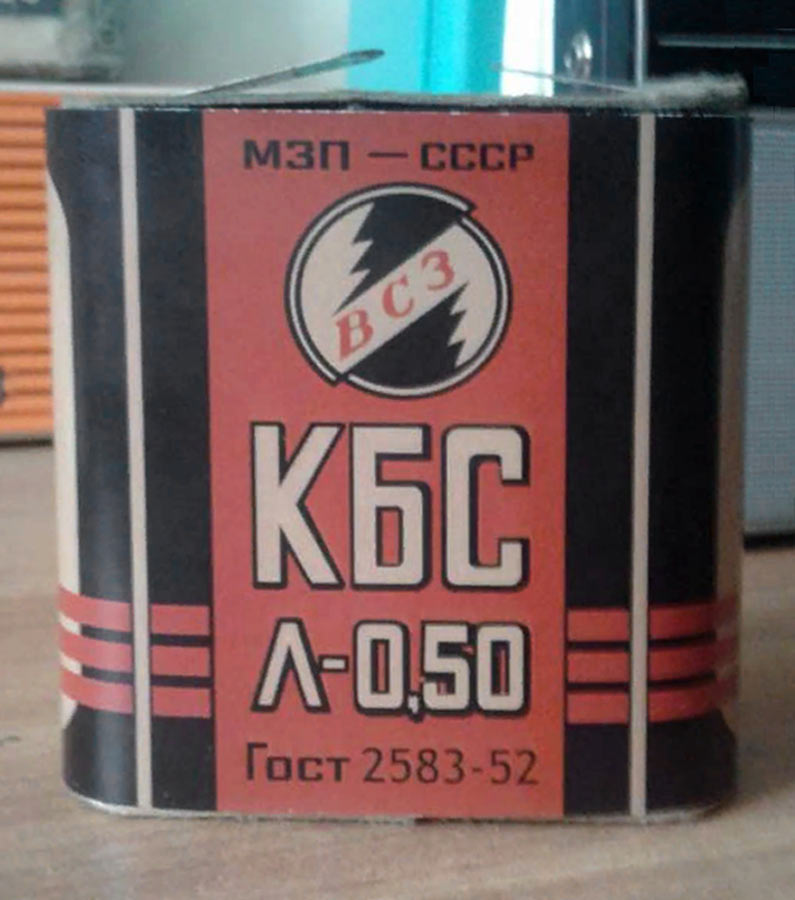 МЗП — СССР
ВСЗ
КБС
Л-0,50
Гост 2583-52